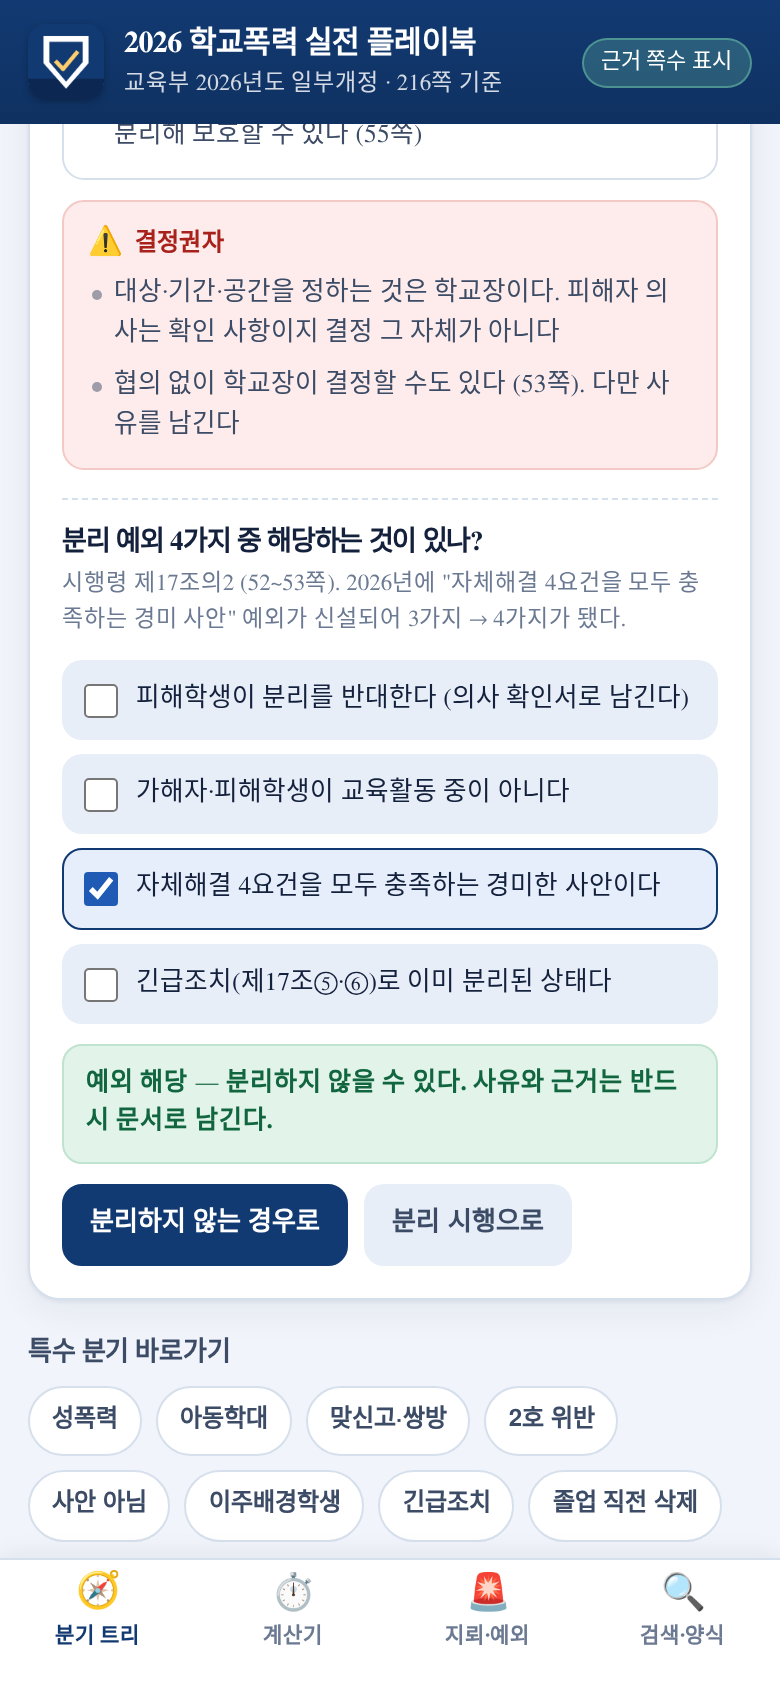 2026 학교폭력 실전 플레이북
교육부 2026년도 일부개정 · 216쪽 기준
근거 쪽수 표시
분리해 보호할 수 있다 (55쪽)
결정권자
대상·기간·공간을 정하는 것은 학교장이다. 피해자 의
사는 확인 사항이지 결정 그 자체가 아니다
협의 없이 학교장이 결정할 수도 있다 (53쪽). 다만 사
유를 남긴다
분리 예외 4가지 중 해당하는 것이 있나?
시행령 제17조의2 (52~53쪽). 2026년에 "자체해결 4요건을 모두 충
족하는 경미 사안" 예외가 신설되어 3가지 → 4가지가 됐다.
피해학생이 분리를 반대한다 (의사 확인서로 남긴다)
가해자·피해학생이 교육활동 중이 아니다
자체해결 4요건을 모두 충족하는 경미한 사안이다
긴급조치(제17조⑤·⑥)로 이미 분리된 상태다
예외 해당 — 분리하지 않을 수 있다. 사유와 근거는 반드
시 문서로 남긴다.
분리하지 않는 경우로
분리 시행으로
특수 분기 바로가기
성폭력
아동학대
맞신고·쌍방
2호 위반
사안 아님
이주배경학생
긴급조치
졸업 직전 삭제
분기 트리
계산기
지뢰·예외
검색·양식